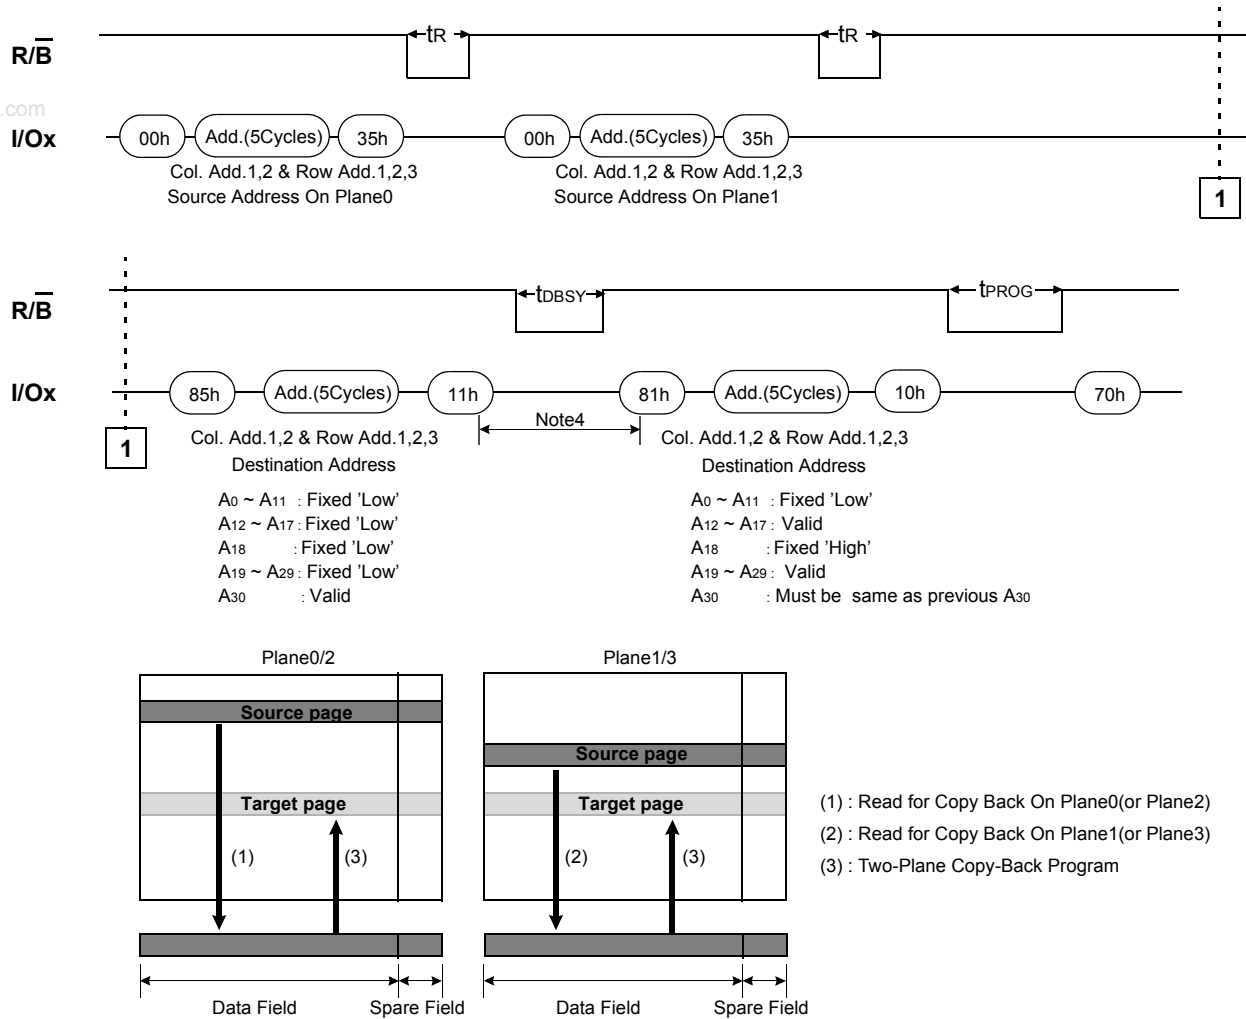 tR
tR
R/B
.com
I/Ox
00h
Add.(5Cycles)
35h
00h
Add.(5Cycles)
35h
Col. Add.1,2 & Row Add.1,2,3
Col. Add.1,2 & Row Add.1,2,3
Source Address On Plane0
Source Address On Plane1
1
R/B
tDBSY
tPROG
I/Ox
85h
Add.(5Cycles)
11h
81h
Add.(5Cycles)
10h
70h
Note4
1
Col. Add.1,2 & Row Add.1,2,3
Destination Address
A0 ~ A11 : Fixed 'Low'
A12 ~ A17 : Fixed 'Low'
A18 : Fixed 'Low'
A19 ~ A29 : Fixed 'Low'
A30 : Valid
Col. Add.1,2 & Row Add.1,2,3
Destination Address
A0 ~ A11 : Fixed 'Low'
A12 ~ A17 : Valid
A18 : Fixed 'High'
A19 ~ A29 : Valid
A30 : Must be same as previous A30
Plane0/2
Source page
Target page
(1)
(3)
Data Field
Spare Field
Plane1/3
Source page
Target page
(2)
(3)
Data Field
Spare Field
(1) : Read for Copy Back On Plane0(or Plane2)
(2) : Read for Copy Back On Plane1(or Plane3)
(3) : Two-Plane Copy-Back Program